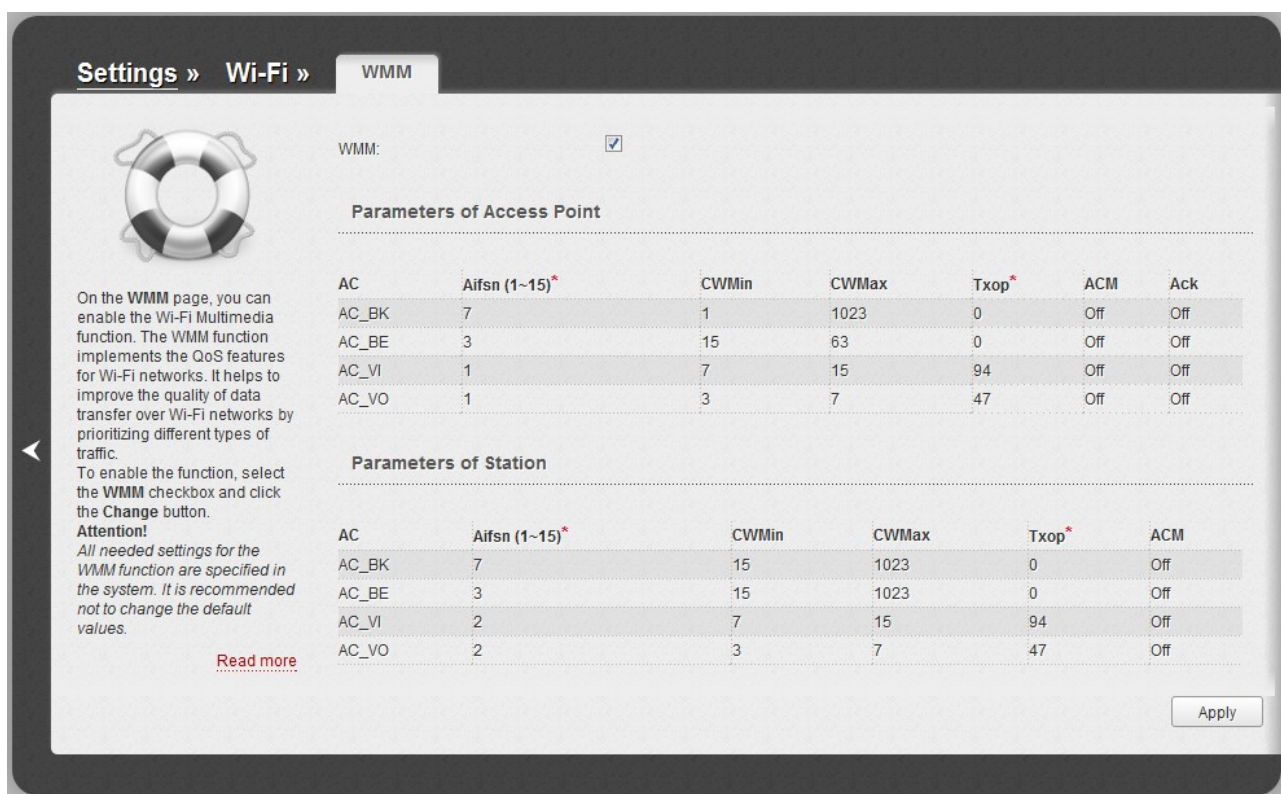 Settings » Wi-Fi » WMM
On the WMM page, you can
enable the Wi-Fi Multimedia
function. The WMM function
implements the QoS features
for Wi-Fi networks. It helps to
improve the quality of data
transfer over Wi-Fi networks by
prioritizing different types of
traffic.
To enable the function, select
the WMM checkbox and click
the Change button.
Attention!
All needed settings for the
WMM function are specified in
the system. It is recommended
not to change the default
values.
Read more
WMM:
Parameters of Access Point
AC Aifsn (1~15)* CWMin CWMax Txop* ACM Ack
AC_BK 7 1 1023 0 Off Off
AC_BE 3 15 63 0 Off Off
AC_VI 1 7 15 94 Off Off
AC_VO 1 3 7 47 Off Off
Parameters of Station
AC Aifsn (1~15)* CWMin CWMax Txop* ACM
AC_BK 7 15 1023 0 Off
AC_BE 3 15 1023 0 Off
AC_VI 2 7 15 94 Off
AC_VO 2 3 7 47 Off
Apply